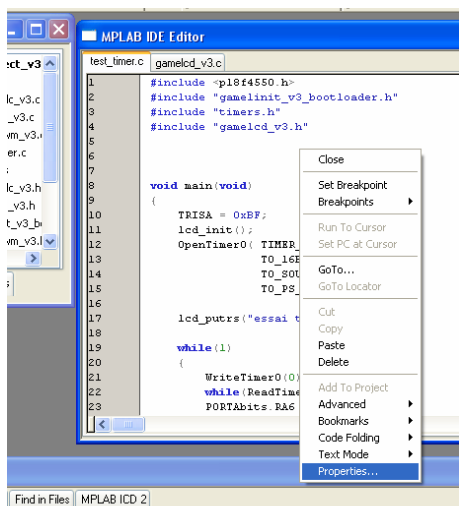 MPLAB IDE Editor
ect_v3
lc_v3.c
_v3.c
wm_v3.
er.c
lc_v3.h
_v3.h
t_v3_b
wm_v3.l
test_timer.c gamelcd_v3.c
1 #include <p18f4550.h>
2 #include "gamelinit_v3_bootloader.h"
3 #include "timers.h"
4 #include "gamelcd_v3.h"
5
6
7
8 void main(void)
9 {
10 TRISA = 0xBF;
11 lcd_init();
12 OpenTimer0( TIMER_
13 TO_16B
14 TO_SOU
15 TO_PS_
16
17 lcd_putrs("essai t
18
19 while(1)
20 {
21 WriteTimer0(0)
22 while(ReadTime
23 PORTAbits.RA6
Close
Set Breakpoint
Breakpoints
Run To Cursor
Set PC at Cursor
GoTo...
GoTo Locator
Cut
Copy
Paste
Delete
Add To Project
Advanced
Bookmarks
Code Folding
Text Mode
Properties...
Find in Files MPLAB ICD 2